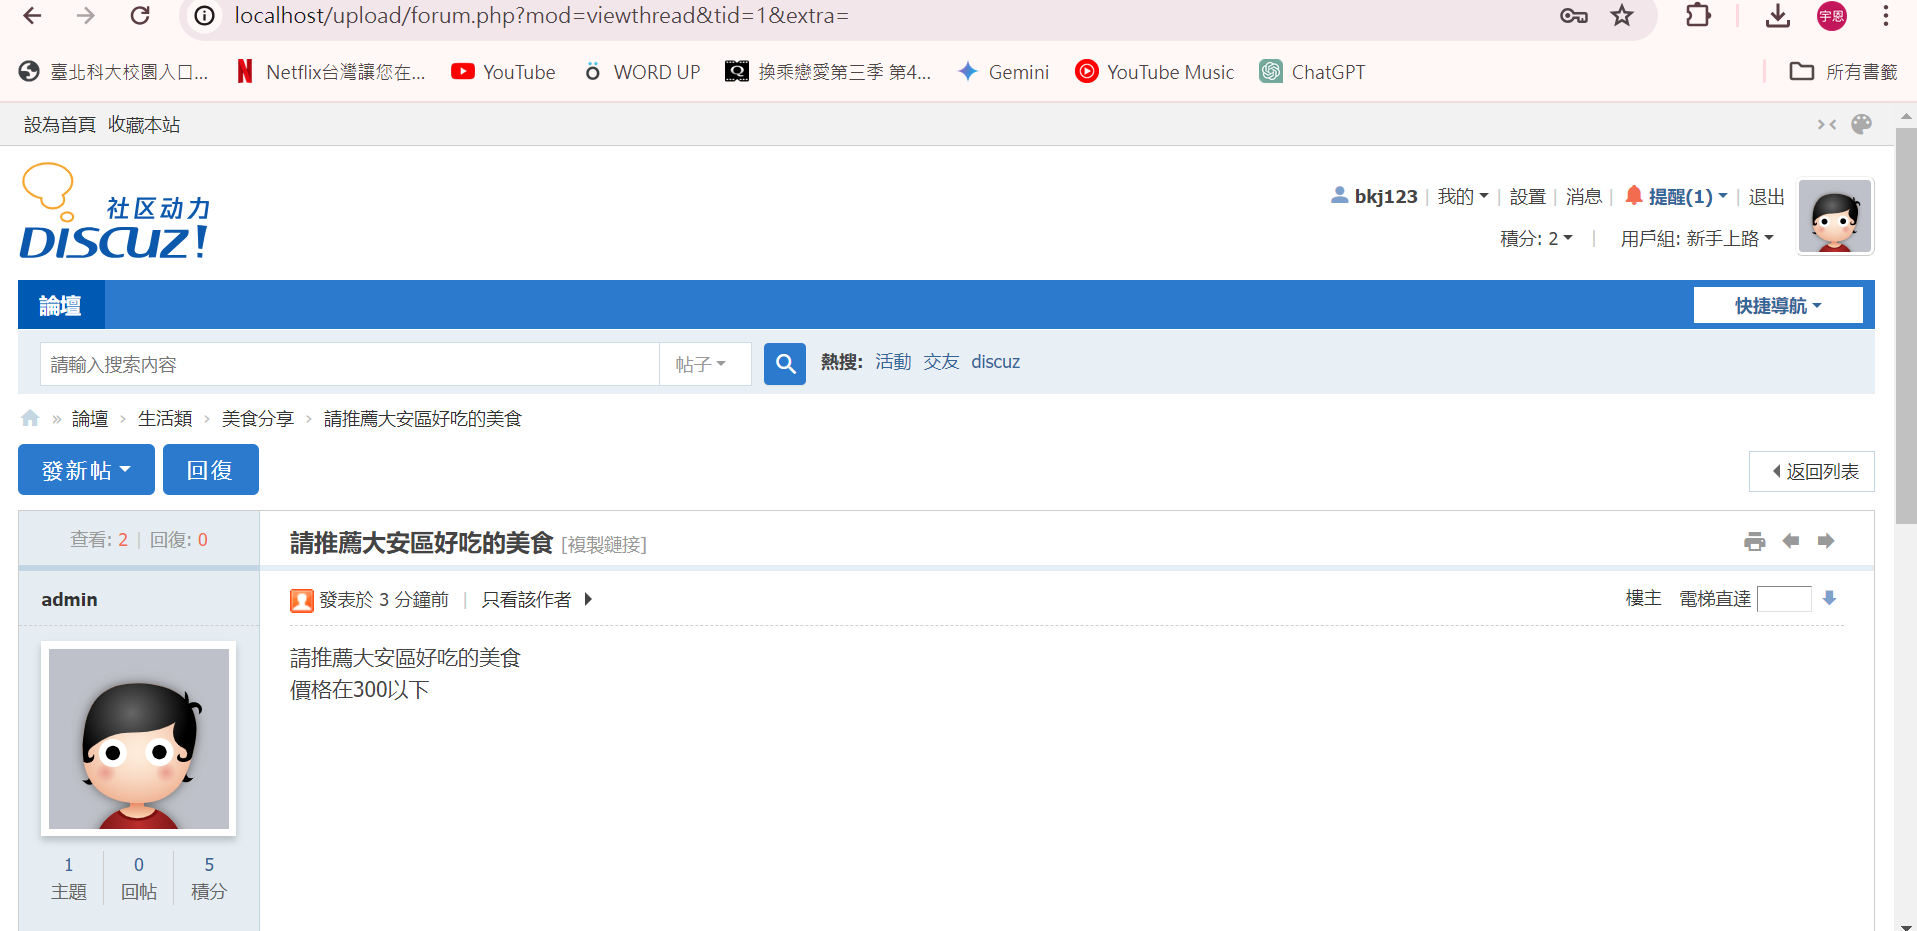 localhost/upload/forum.php?mod=viewthread&tid=1&extra=
宇恩
臺北科大校園入口... Netflix台灣讓您在... YouTube WORD UP 換乘戀愛第三季 第4... Gemini YouTube Music ChatGPT 所有書籤
設為首頁 收藏本站
社区动力
DISCUZ!
bkj123 | 我的 | 設置 | 消息 | 提醒(1) | 退出
積分: 2 | 用戶組: 新手上路
論壇 快捷導航
請輸入搜索內容 帖子 熱搜: 活動 交友 discuz
» 論壇 › 生活類 › 美食分享 › 請推薦大安區好吃的美食
發新帖 回復 返回列表
查看: 2 | 回復: 0
請推薦大安區好吃的美食 [複製鏈接]
admin
發表於 3 分鐘前 | 只看該作者 樓主 電梯直達
請推薦大安區好吃的美食
價格在300以下
1 0 5
主題 回帖 積分